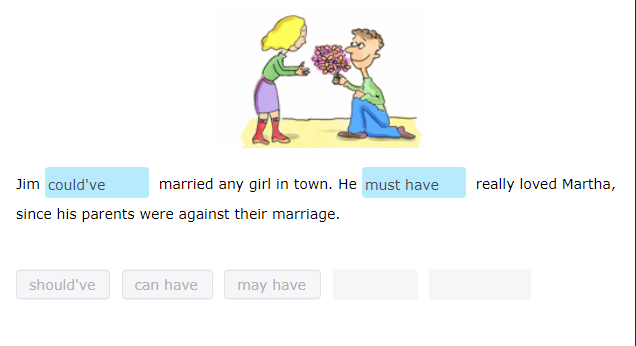 Jim could've married any girl in town. He must have really loved Martha,
since his parents were against their marriage.
should've can have may have